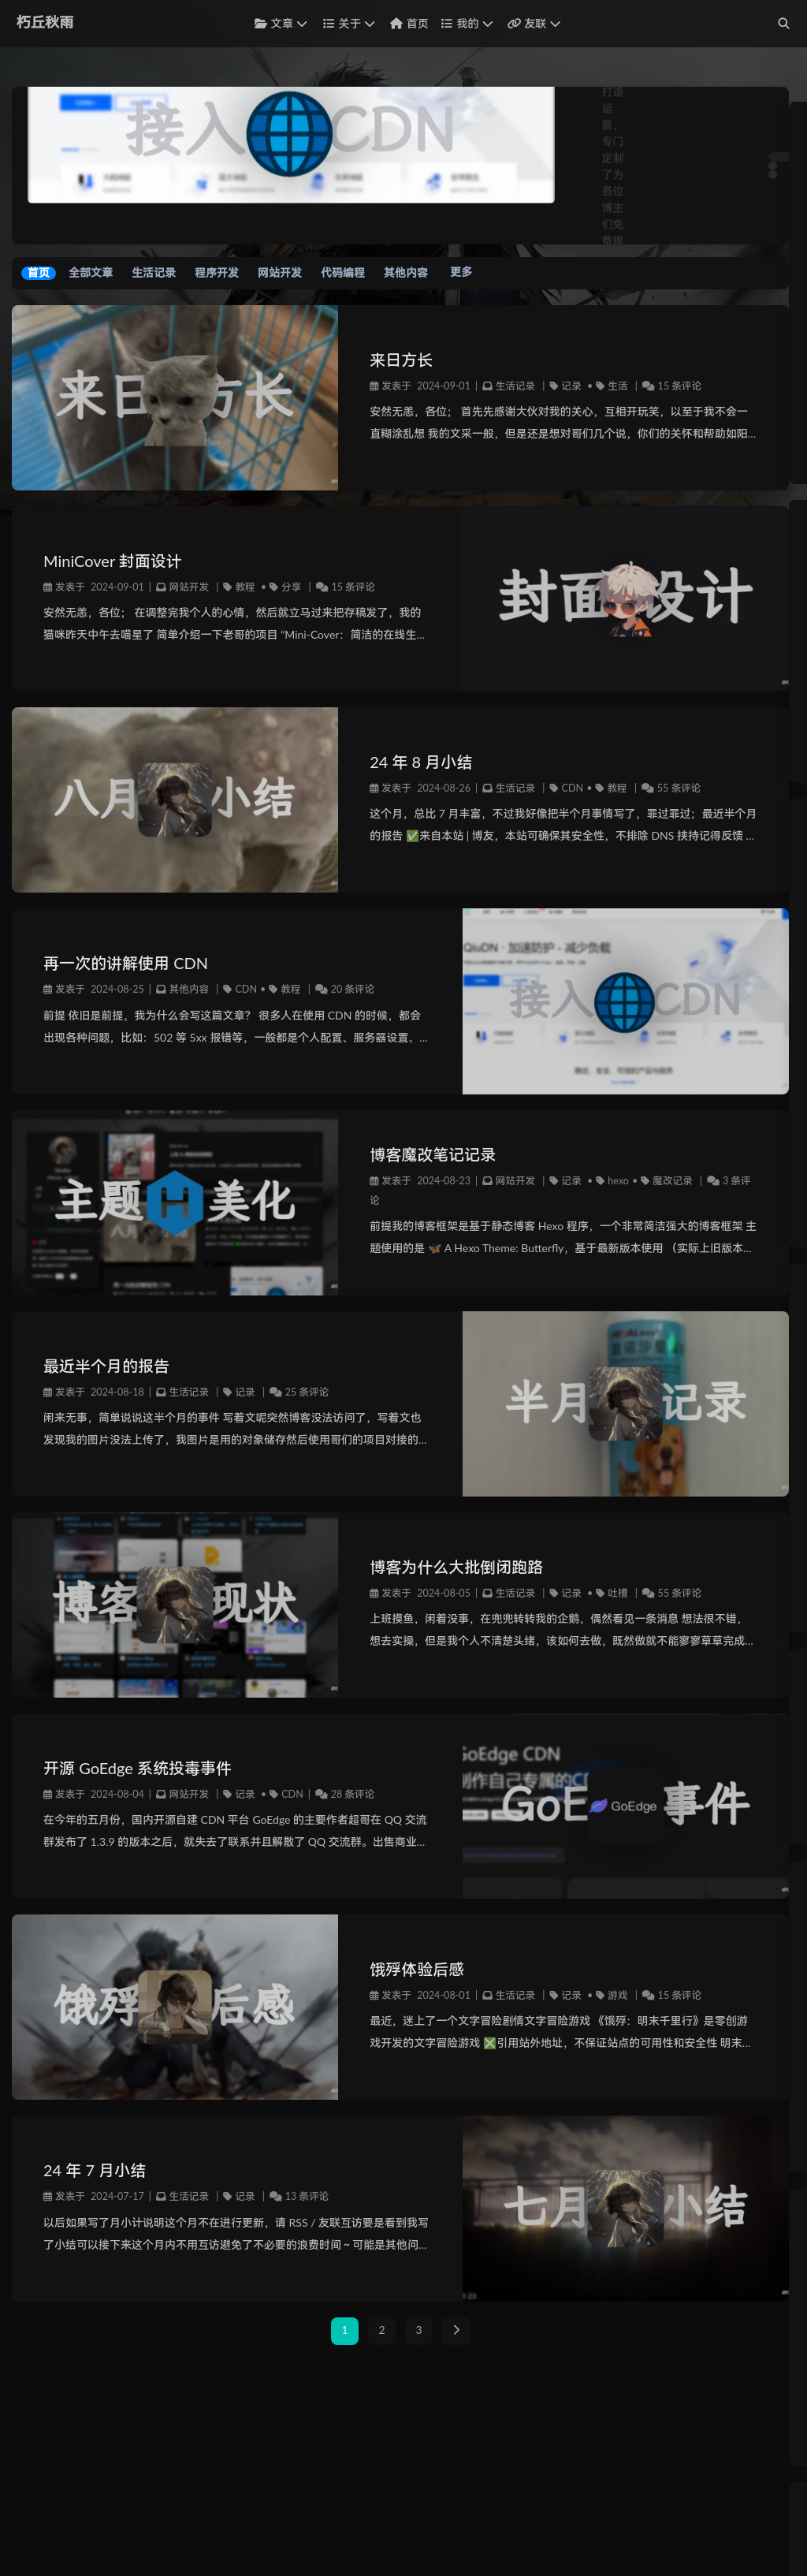 朽丘秋雨
文章 关于 首页 我的 友联
接入 CDN
打造
运
营，
专门
定制
了为
各位
博主
们免
首页 全部文章 生活记录 程序开发 网站开发 代码编程 其他内容 更多
来日方长
来日方长
发表于 2024-09-01 | 生活记录 | 记录 • 生活 | 15 条评论
安然无恙，各位； 首先先感谢大伙对我的关心，互相开玩笑，以至于我不会一
直糊涂乱想 我的文采一般，但是还是想对哥们几个说，你们的关怀和帮助如阳...
MiniCover 封面设计
发表于 2024-09-01 | 网站开发 | 教程 • 分享 | 15 条评论
安然无恙，各位； 在调整完我个人的心情，然后就立马过来把存稿发了，我的
猫咪昨天中午去喵星了 简单介绍一下老哥的项目 “Mini-Cover：简洁的在线生...
封面设计
八月小结
24 年 8 月小结
发表于 2024-08-26 | 生活记录 | CDN • 教程 | 55 条评论
这个月，总比 7 月丰富，不过我好像把半个月事情写了，罪过罪过；最近半个月
的报告 ✅来自本站 | 博友，本站可确保其安全性，不排除 DNS 挟持记得反馈 ...
再一次的讲解使用 CDN
发表于 2024-08-25 | 其他内容 | CDN • 教程 | 20 条评论
前提 依旧是前提，我为什么会写这篇文章？ 很多人在使用 CDN 的时候，都会
出现各种问题，比如：502 等 5xx 报错等，一般都是个人配置、服务器设置、...
QiuDN · 加速防护 - 减少负载
接入 CDN
稳定、安全、可信的产品与服务
主题美化
博客魔改笔记记录
发表于 2024-08-23 | 网站开发 | 记录 • hexo • 魔改记录 | 3 条评
论
前提我的博客框架是基于静态博客 Hexo 程序，一个非常简洁强大的博客框架 主
题使用的是 🦋 A Hexo Theme: Butterfly，基于最新版本使用 （实际上旧版本...
最近半个月的报告
发表于 2024-08-18 | 生活记录 | 记录 | 25 条评论
闲来无事，简单说说这半个月的事件 写着文呢突然博客没法访问了，写着文也
发现我的图片没法上传了，我图片是用的对象储存然后使用哥们的项目对接的...
半月记录
博客现状
博客为什么大批倒闭跑路
发表于 2024-08-05 | 生活记录 | 记录 • 吐槽 | 55 条评论
上班摸鱼，闲着没事，在兜兜转转我的企鹅，偶然看见一条消息 想法很不错，
想去实操，但是我个人不清楚头绪，该如何去做，既然做就不能寥寥草草完成...
开源 GoEdge 系统投毒事件
发表于 2024-08-04 | 网站开发 | 记录 • CDN | 28 条评论
在今年的五月份，国内开源自建 CDN 平台 GoEdge 的主要作者超哥在 QQ 交流
群发布了 1.3.9 的版本之后，就失去了联系并且解散了 QQ 交流群。出售商业...
GoEdge CDN
制作自己专属的C
GoE GoEdge 事件
饿殍后感
饿殍体验后感
发表于 2024-08-01 | 生活记录 | 记录 • 游戏 | 15 条评论
最近，迷上了一个文字冒险剧情文字冒险游戏 《饿殍：明末千里行》是零创游
戏开发的文字冒险游戏 ❎引用站外地址，不保证站点的可用性和安全性 明末...
24 年 7 月小结
发表于 2024-07-17 | 生活记录 | 记录 | 13 条评论
以后如果写了月小计说明这个月不在进行更新，请 RSS / 友联互访要是看到我写
了小结可以接下来这个月内不用互访避免了不必要的浪费时间 ~ 可能是其他问...
七月小结
1 2 3